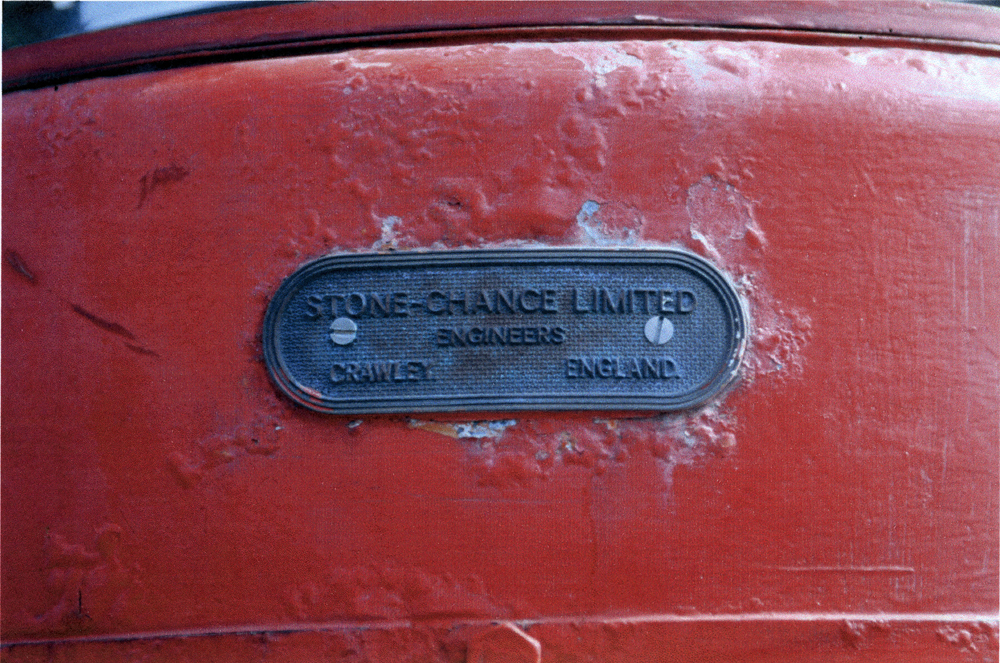 STONE-CHANCE LIMITED
ENGINEERS
CRAWLEY. ENGLAND.